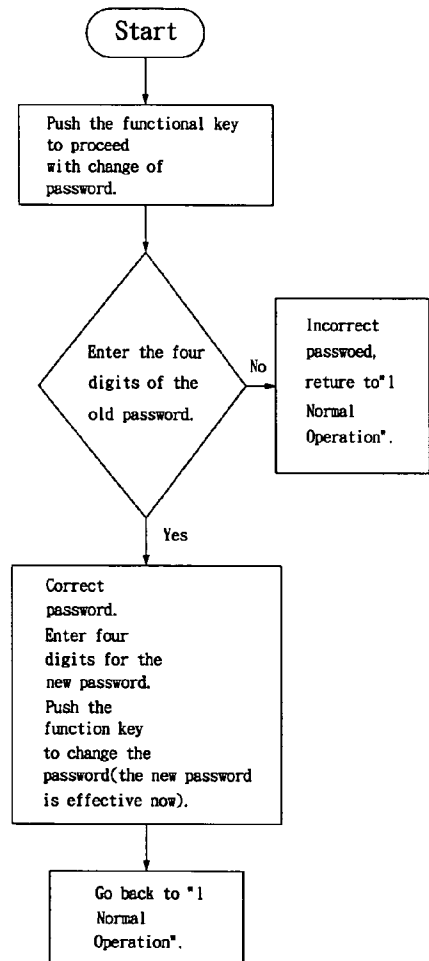 Start
Push the functional key
to proceed
with change of
password.
Enter the four
digits of the
old password.
No
Incorrect
passwoed,
returе to"1
Normal
Operation".
Yes
Correct
password.
Enter four
digits for the
new password.
Push the
function key
to change the
password(the new password
is effective now).
Go back to "1
Normal
Operation".